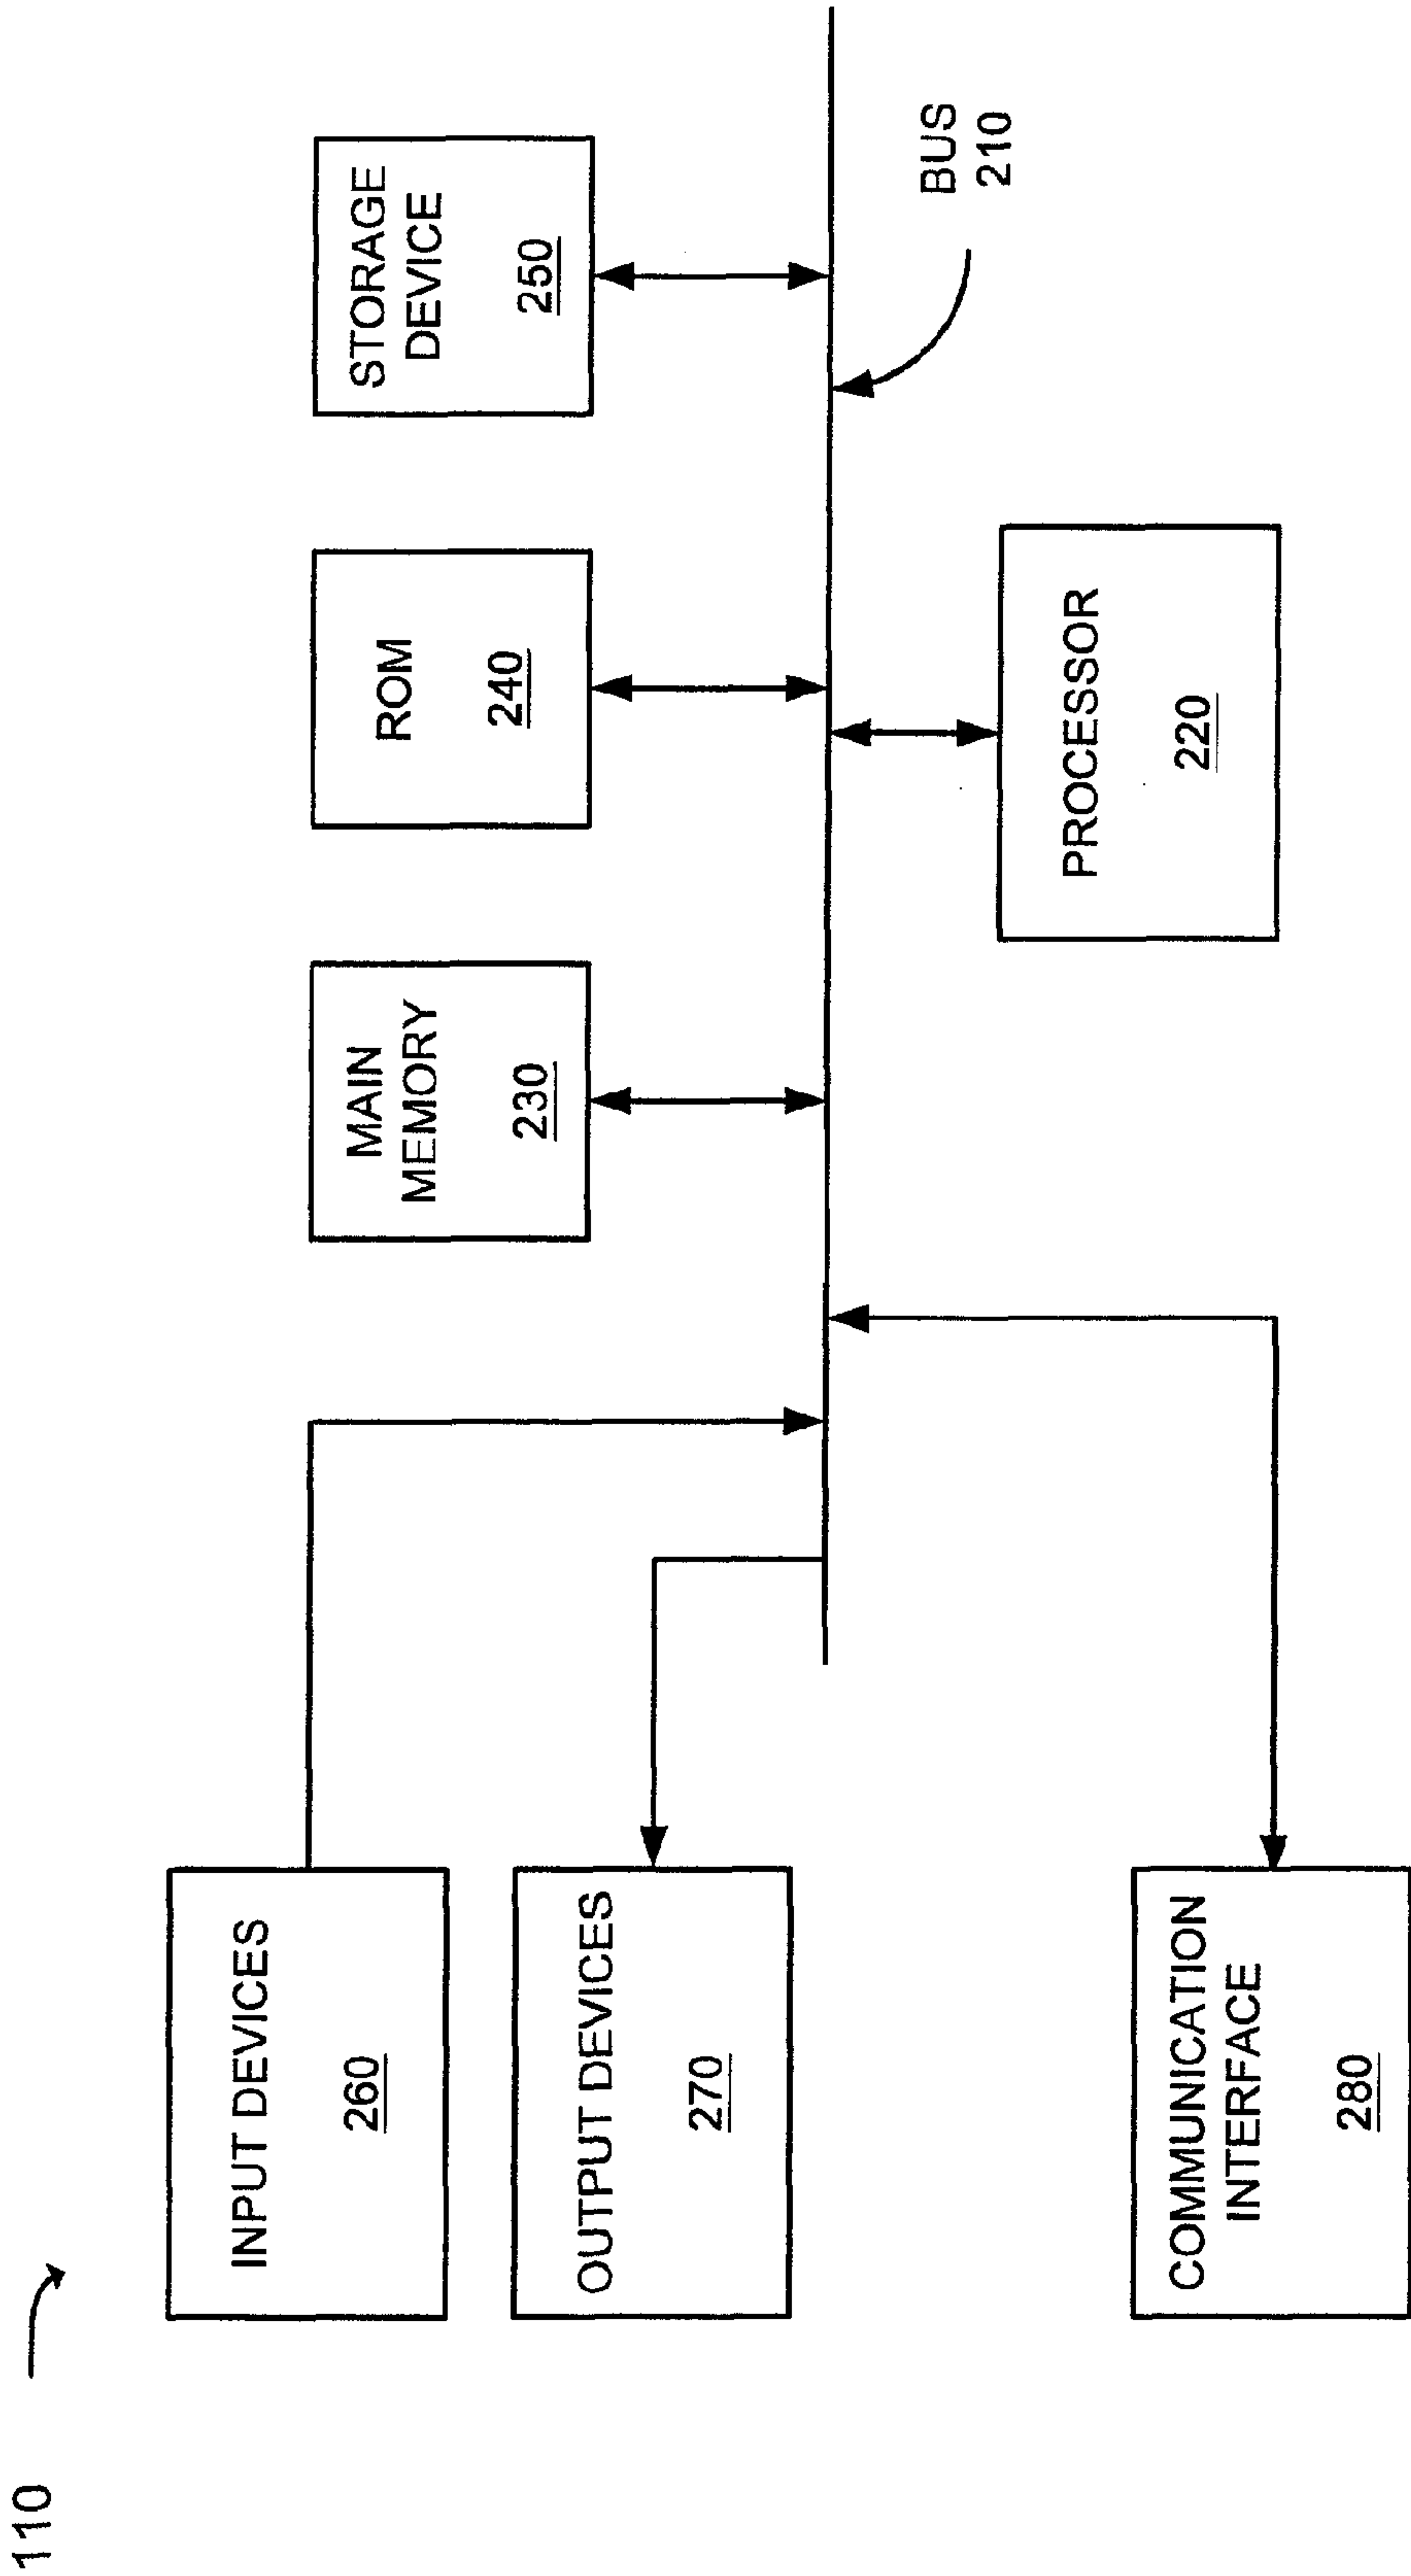 110
INPUT DEVICES
260
OUTPUT DEVICES
270
COMMUNICATION
INTERFACE
280
MAIN
MEMORY
230
ROM
240
STORAGE
DEVICE
250
PROCESSOR
220
BUS
210